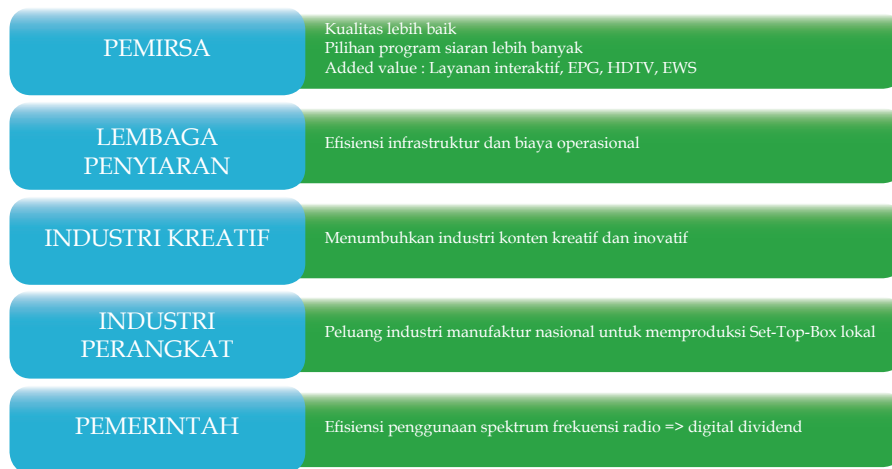 PEMIRSA
Kualitas lebih baik
Pilihan program siaran lebih banyak
Added value : Layanan interaktif, EPG, HDTV, EWS
LEMBAGA
PENYIARAN
Efisiensi infrastruktur dan biaya operasional
INDUSTRI KREATIF
Menumbuhkan industri konten kreatif dan inovatif
INDUSTRI
PERANGKAT
Peluang industri manufaktur nasional untuk memproduksi Set-Top-Box lokal
PEMERINTAH
Efisiensi penggunaan spektrum frekuensi radio => digital dividend